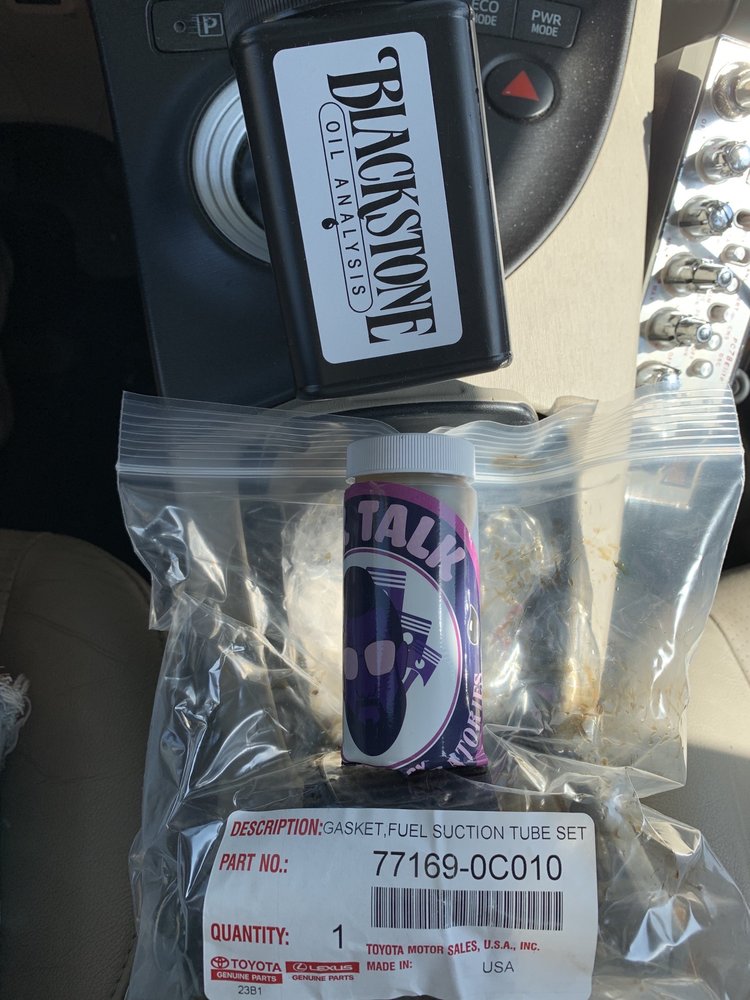 ECO
MODE
PWR
MODE
P
BLACKSTONE
OIL ANALYSIS
TALK
DESCRIPTION: GASKET,FUEL SUCTION TUBE SET
PART NO.: 77169-0C010
QUANTITY: 1
TOYOTA MOTOR SALES, U.S.A., INC.
MADE IN: USA
TOYOTA
GENUINE PARTS
LEXUS
GENUINE PARTS
23B1